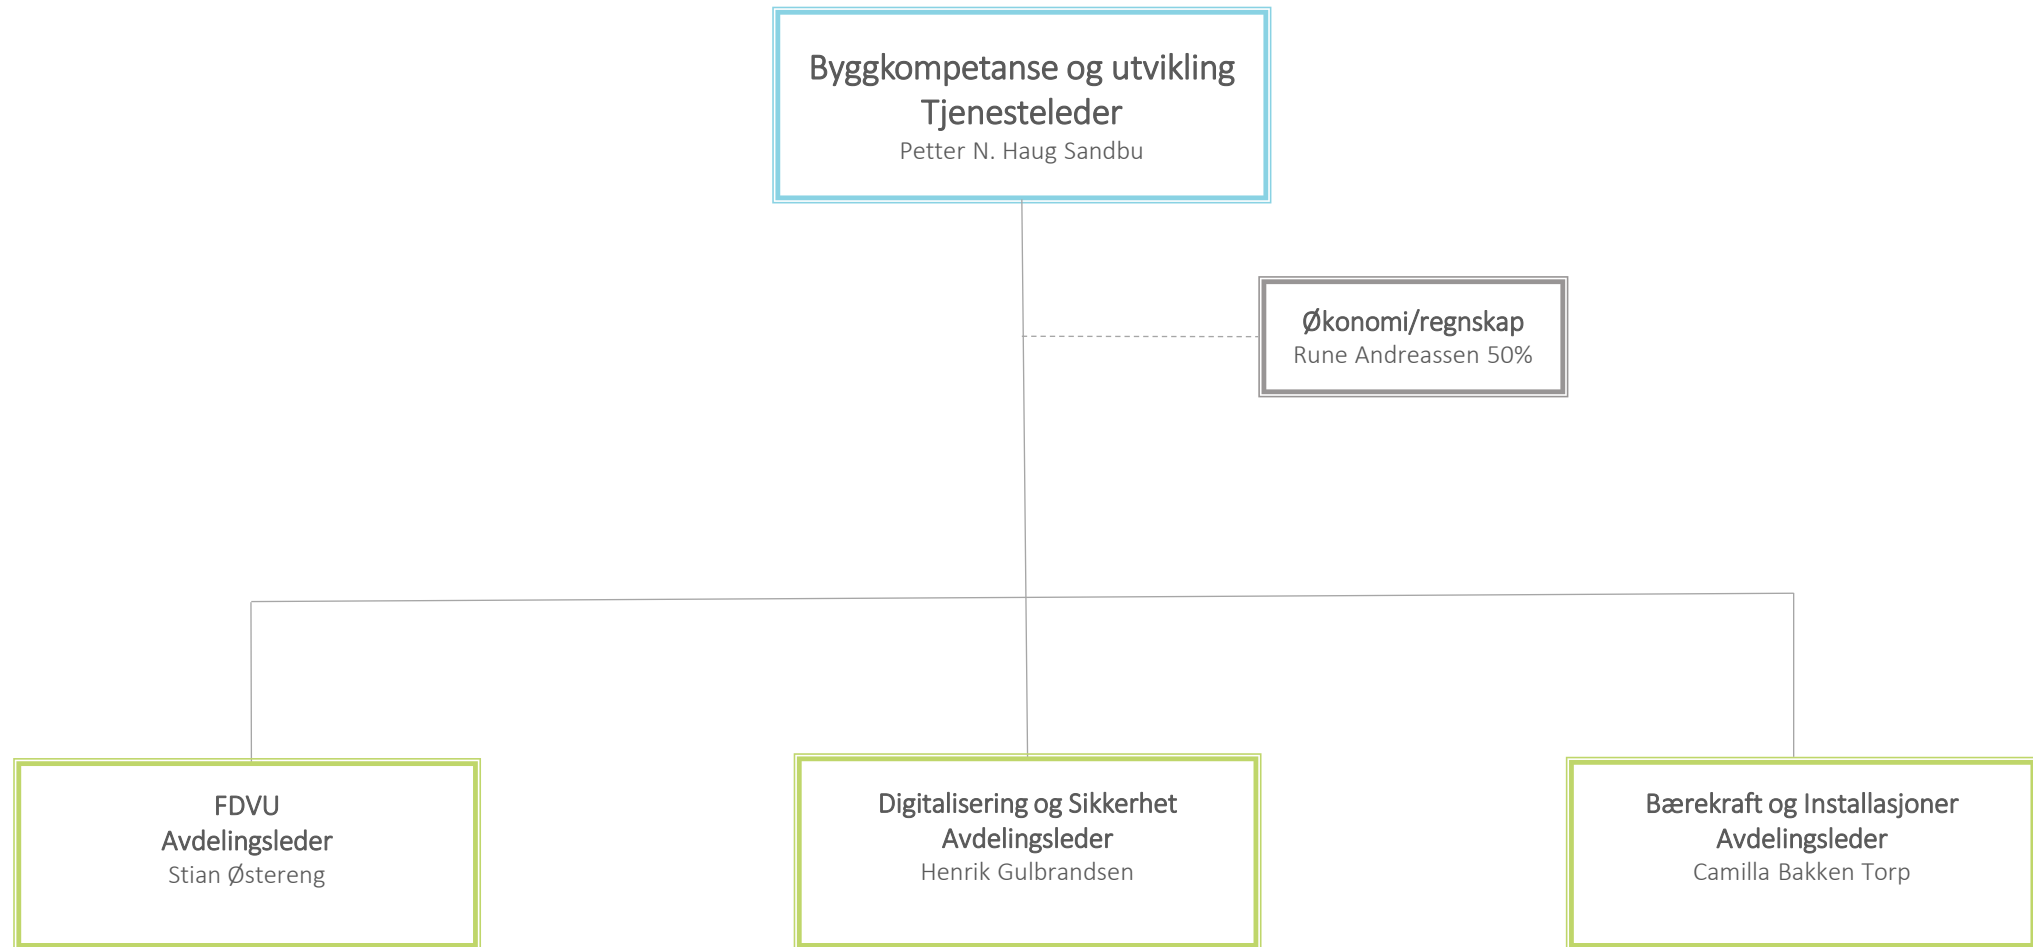 Byggkompetanse og utvikling
Tjenesteleder
Petter N. Haug Sandbu
Økonomi/regnskap
Rune Andreassen 50%
FDVU
Avdelingsleder
Stian Østereng
Digitalisering og Sikkerhet
Avdelingsleder
Henrik Gulbrandsen
Bærekraft og Installasjoner
Avdelingsleder
Camilla Bakken Torp